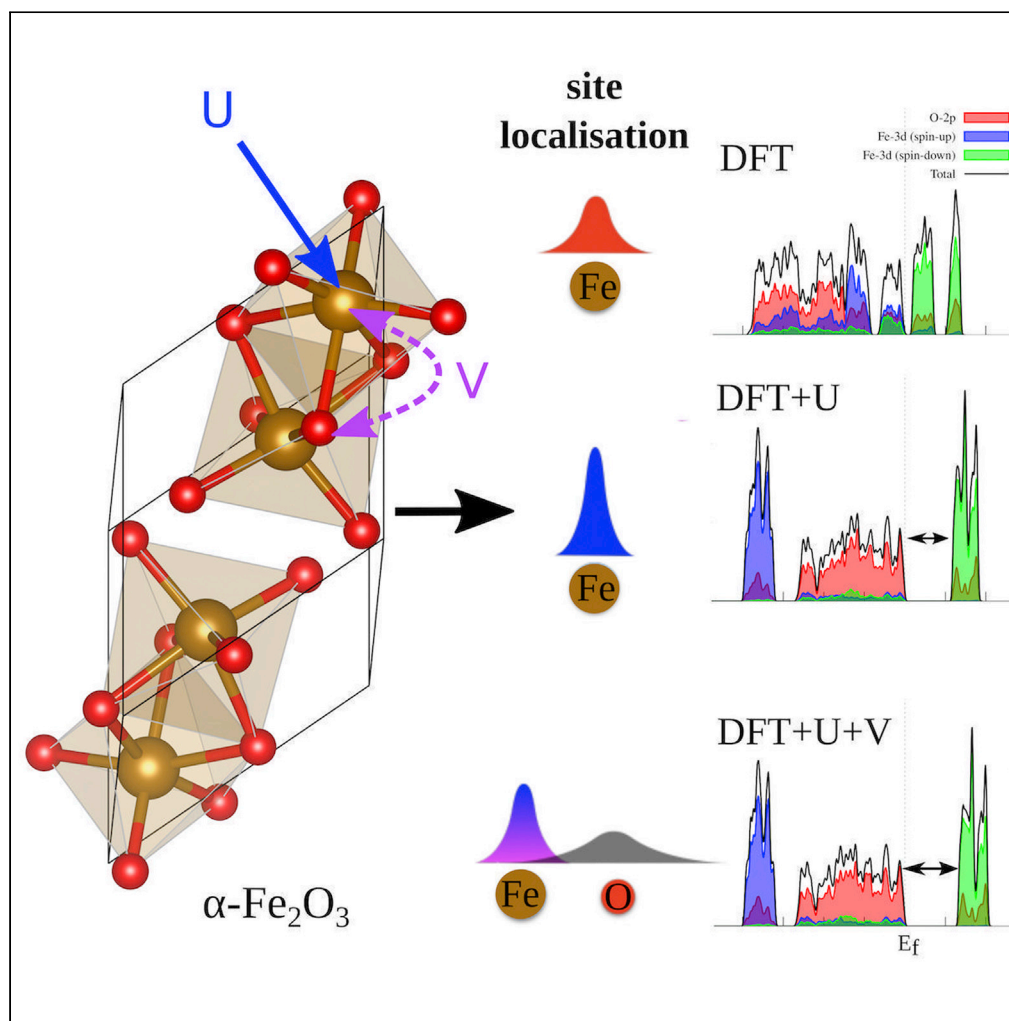 U
V
α-Fe₂O₃
site
localisation
Fe
Fe
Fe
O
DFT
O-2p
Fe-3d (spin-up)
Fe-3d (spin-down)
Total
DFT+U
DFT+U+V
E_f